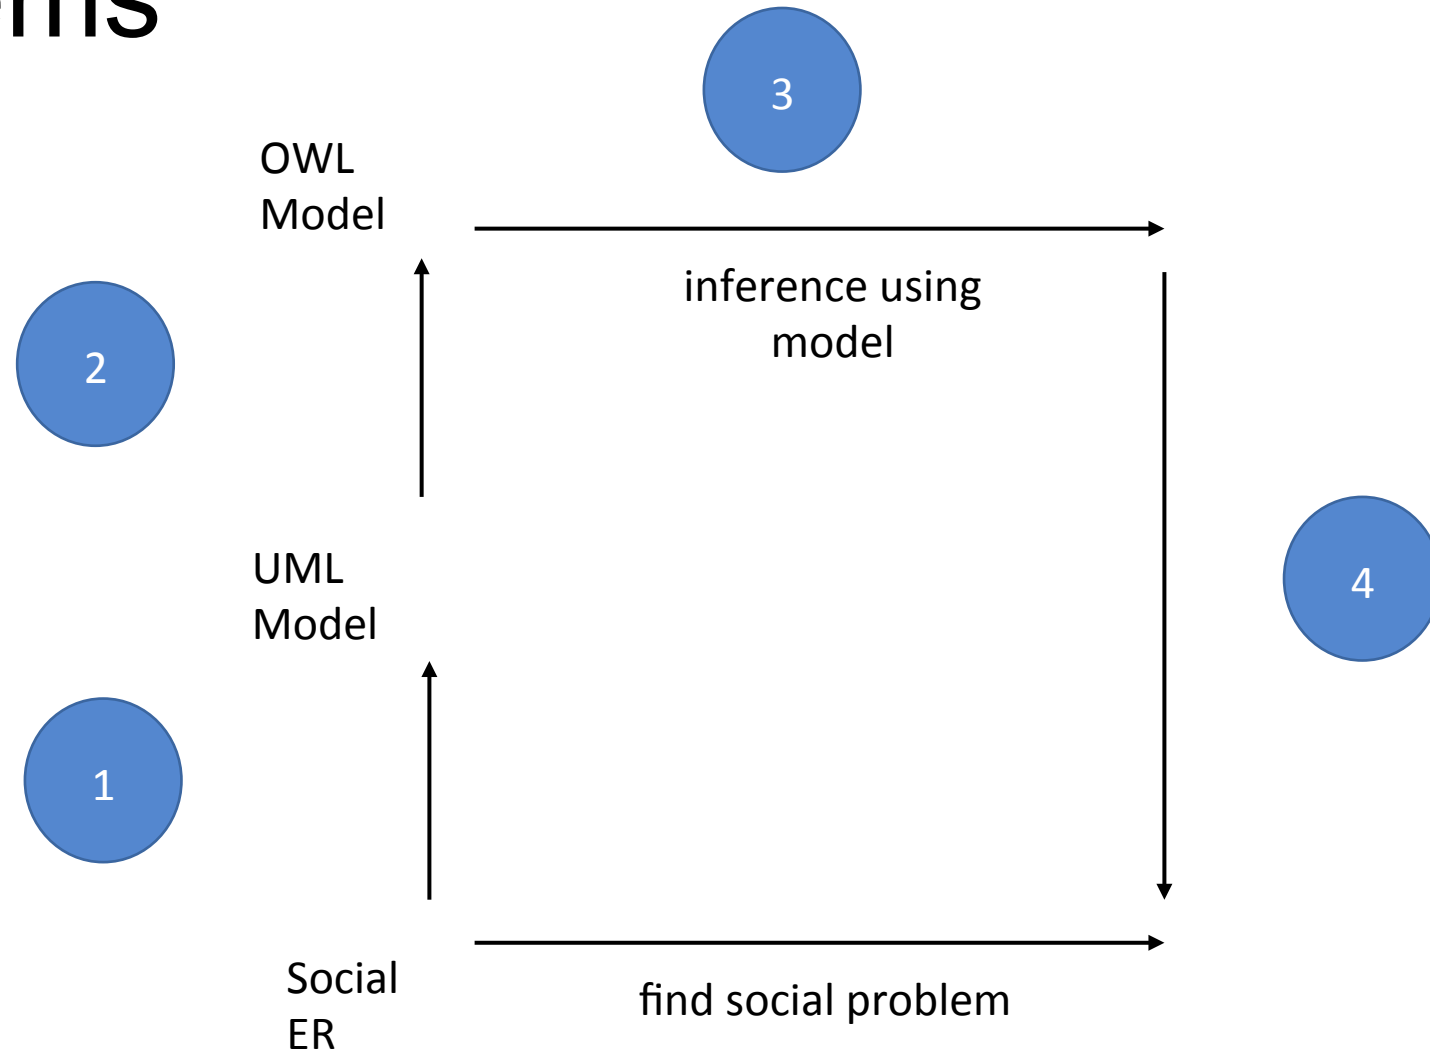 3
OWL
Model
inference using
model
2
UML
Model
4
1
Social
ER
find social problem